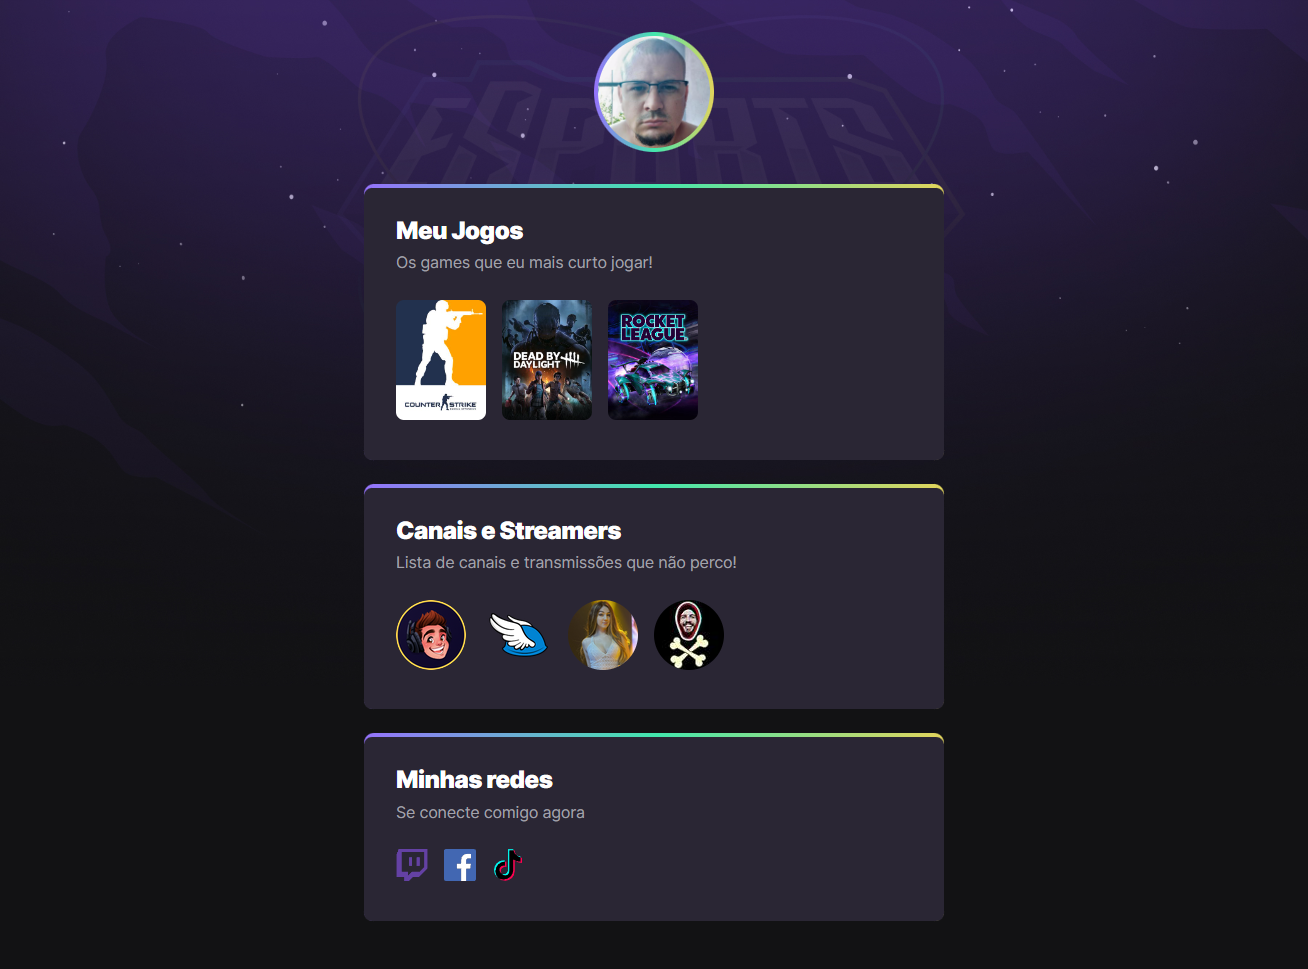 ESPORTS
Meu Jogos
Os games que eu mais curto jogar!
COUNTER STRIKE
DEAD BY
DAYLIGHT
ROCKET
LEAGUE
Canais e Streamers
Lista de canais e transmissões que não perco!
Minhas redes
Se conecte comigo agora